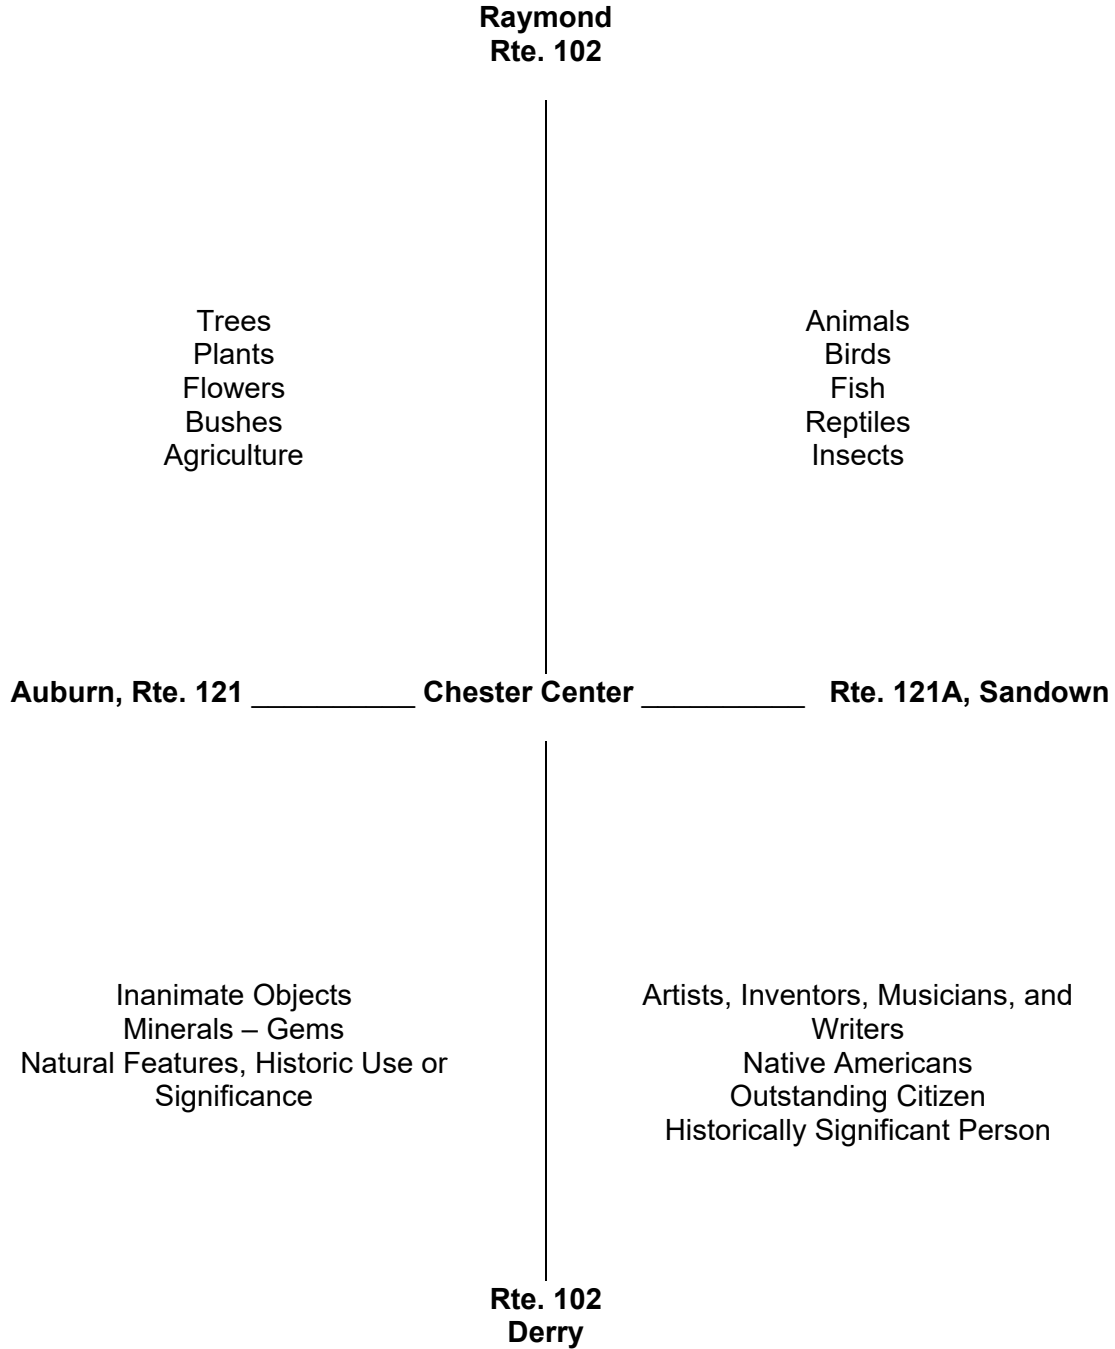 Raymond
Rte. 102
Trees
Plants
Flowers
Bushes
Agriculture
Animals
Birds
Fish
Reptiles
Insects
Auburn, Rte. 121 __________ Chester Center __________ Rte. 121A, Sandown
Inanimate Objects
Minerals – Gems
Natural Features, Historic Use or
Significance
Artists, Inventors, Musicians, and
Writers
Native Americans
Outstanding Citizen
Historically Significant Person
Rte. 102
Derry